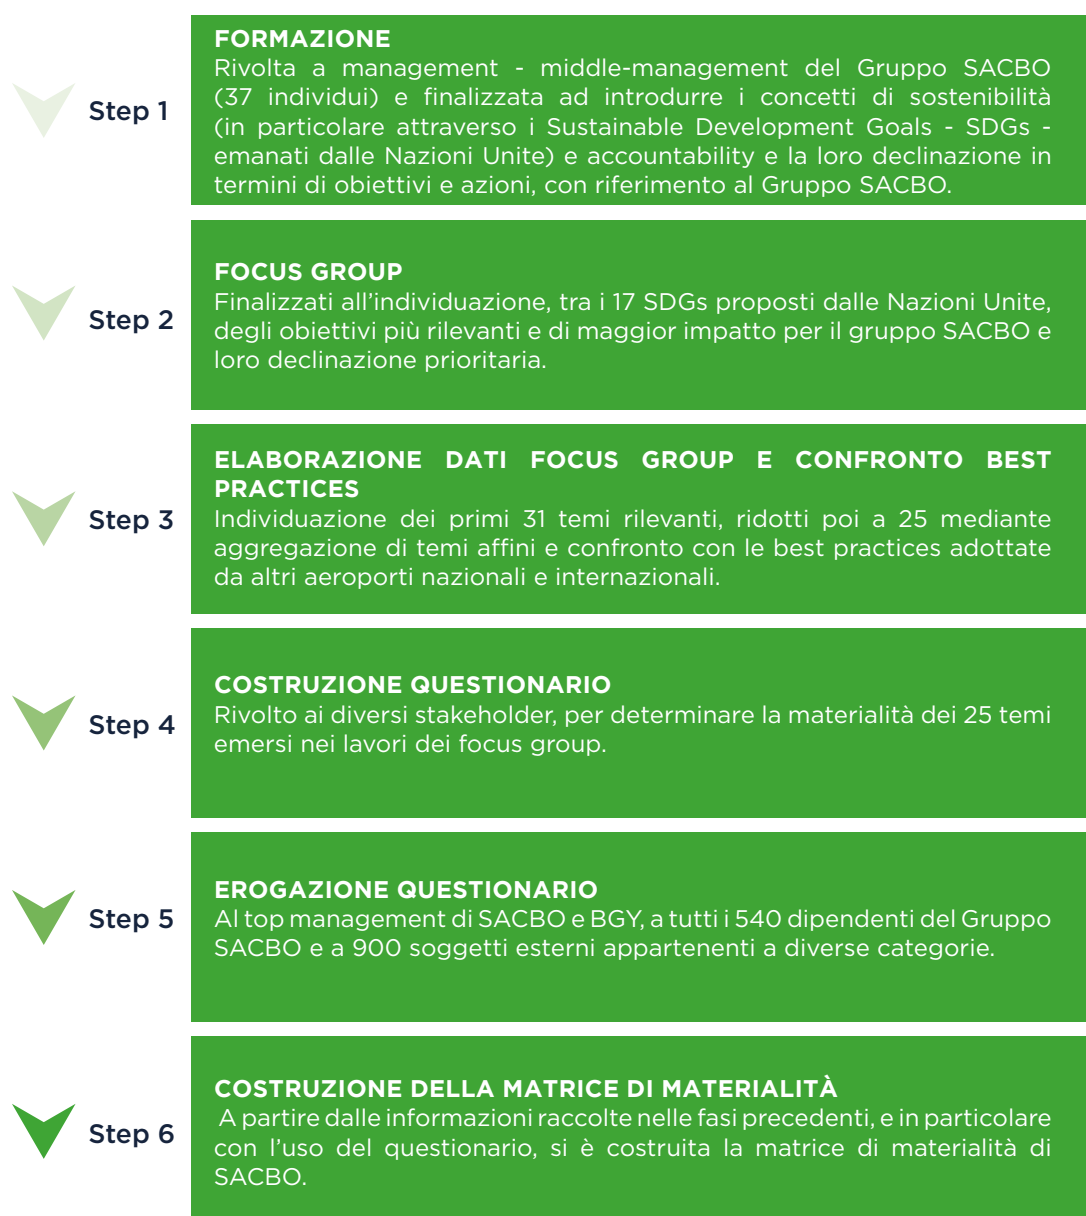 Step 1
FORMAZIONE
Rivolta a management - middle-management del Gruppo SACBO
(37 individui) e finalizzata ad introdurre i concetti di sostenibilità
(in particolare attraverso i Sustainable Development Goals - SDGs -
emanati dalle Nazioni Unite) e accountability e la loro declinazione in
termini di obiettivi e azioni, con riferimento al Gruppo SACBO.
Step 2
FOCUS GROUP
Finalizzati all’individuazione, tra i 17 SDGs proposti dalle Nazioni Unite,
degli obiettivi più rilevanti e di maggior impatto per il gruppo SACBO e
loro declinazione prioritaria.
Step 3
ELABORAZIONE DATI FOCUS GROUP E CONFRONTO BEST
PRACTICES
Individuazione dei primi 31 temi rilevanti, ridotti poi a 25 mediante
aggregazione di temi affini e confronto con le best practices adottate
da altri aeroporti nazionali e internazionali.
Step 4
COSTRUZIONE QUESTIONARIO
Rivolto ai diversi stakeholder, per determinare la materialità dei 25 temi
emersi nei lavori dei focus group.
Step 5
EROGAZIONE QUESTIONARIO
Al top management di SACBO e BGY, a tutti i 540 dipendenti del Gruppo
SACBO e a 900 soggetti esterni appartenenti a diverse categorie.
Step 6
COSTRUZIONE DELLA MATRICE DI MATERIALITÀ
A partire dalle informazioni raccolte nelle fasi precedenti, e in particolare
con l’uso del questionario, si è costruita la matrice di materialità di
SACBO.